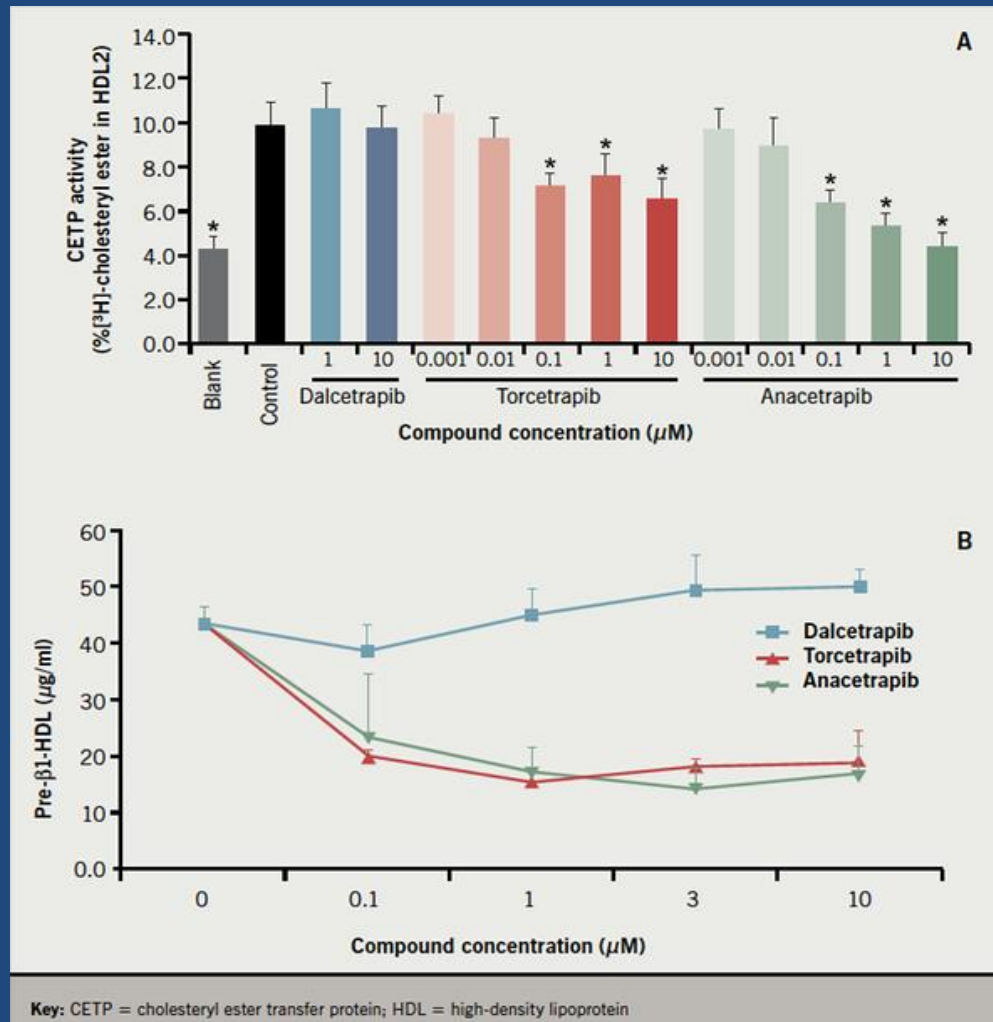 A
CETP activity
(%[³H]-cholesteryl ester in HDL2)
14.0
12.0
10.0
8.0
6.0
4.0
2.0
0.0
* * * * * * *
Blank
Control
1 10 0.001 0.01 0.1 1 10 0.001 0.01 0.1 1 10
Dalcetrapib Torcetrapib Anacetrapib
Compound concentration (µM)
B
Pre-β1-HDL (µg/ml)
60
50
40
30
20
10
0.0
Dalcetrapib
Torcetrapib
Anacetrapib
0 0.1 1 3 10
Compound concentration (µM)
Key: CETP = cholesteryl ester transfer protein; HDL = high-density lipoprotein